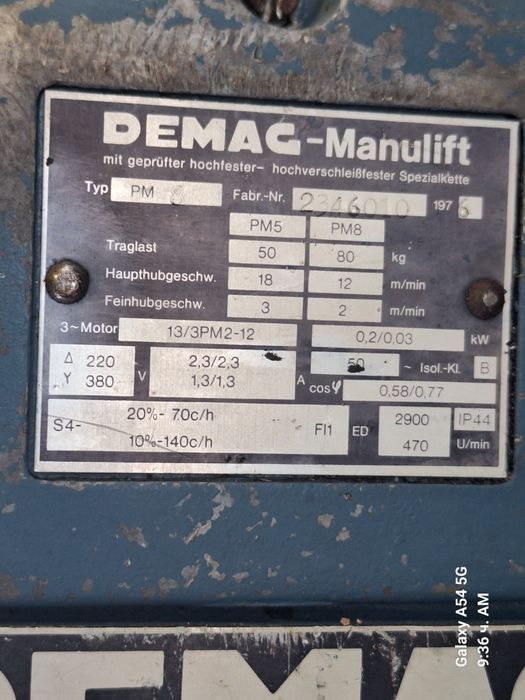 DEMAG-Manulift
mit geprüfter hochfester- hochverschleißfester Spezialkette
Typ PM 8 Fabr.-Nr. 2346010 197 6
PM5 PM8
Traglast 50 80 kg
Haupthubgeschw. 18 12 m/min
Feinhubgeschw. 3 2 m/min
3~Motor 13/3PM2-12 0,2/0,03 kW
Δ 220 V 2,3/2,3 A 50 ~ Isol.-Kl. B
Y 380 1,3/1,3 cosφ 0,58/0,77
S4- 20%- 70c/h FI1 ED 2900 IP44
10%-140c/h 470 U/min
DEMAG
Galaxy A54 5G
9:36 ч. AM